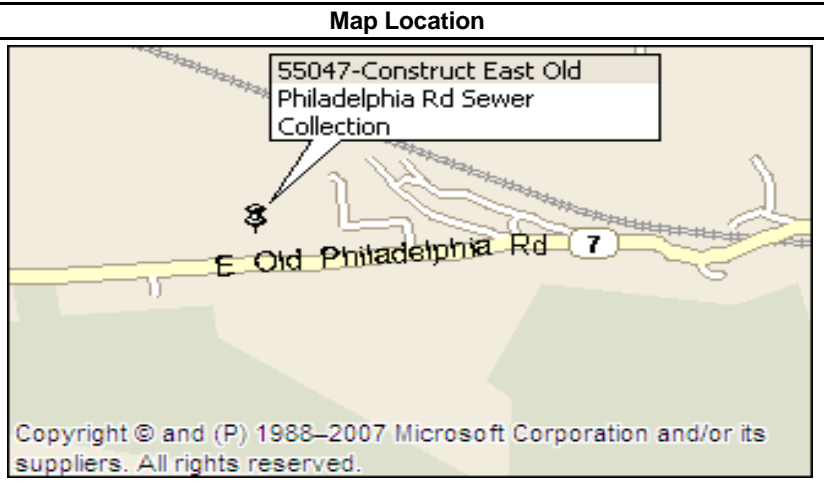 Map Location
55047-Construct East Old
Philadelphia Rd Sewer
Collection
E Old Philadelphia Rd 7
Copyright © and (P) 1988–2007 Microsoft Corporation and/or its
suppliers. All rights reserved.